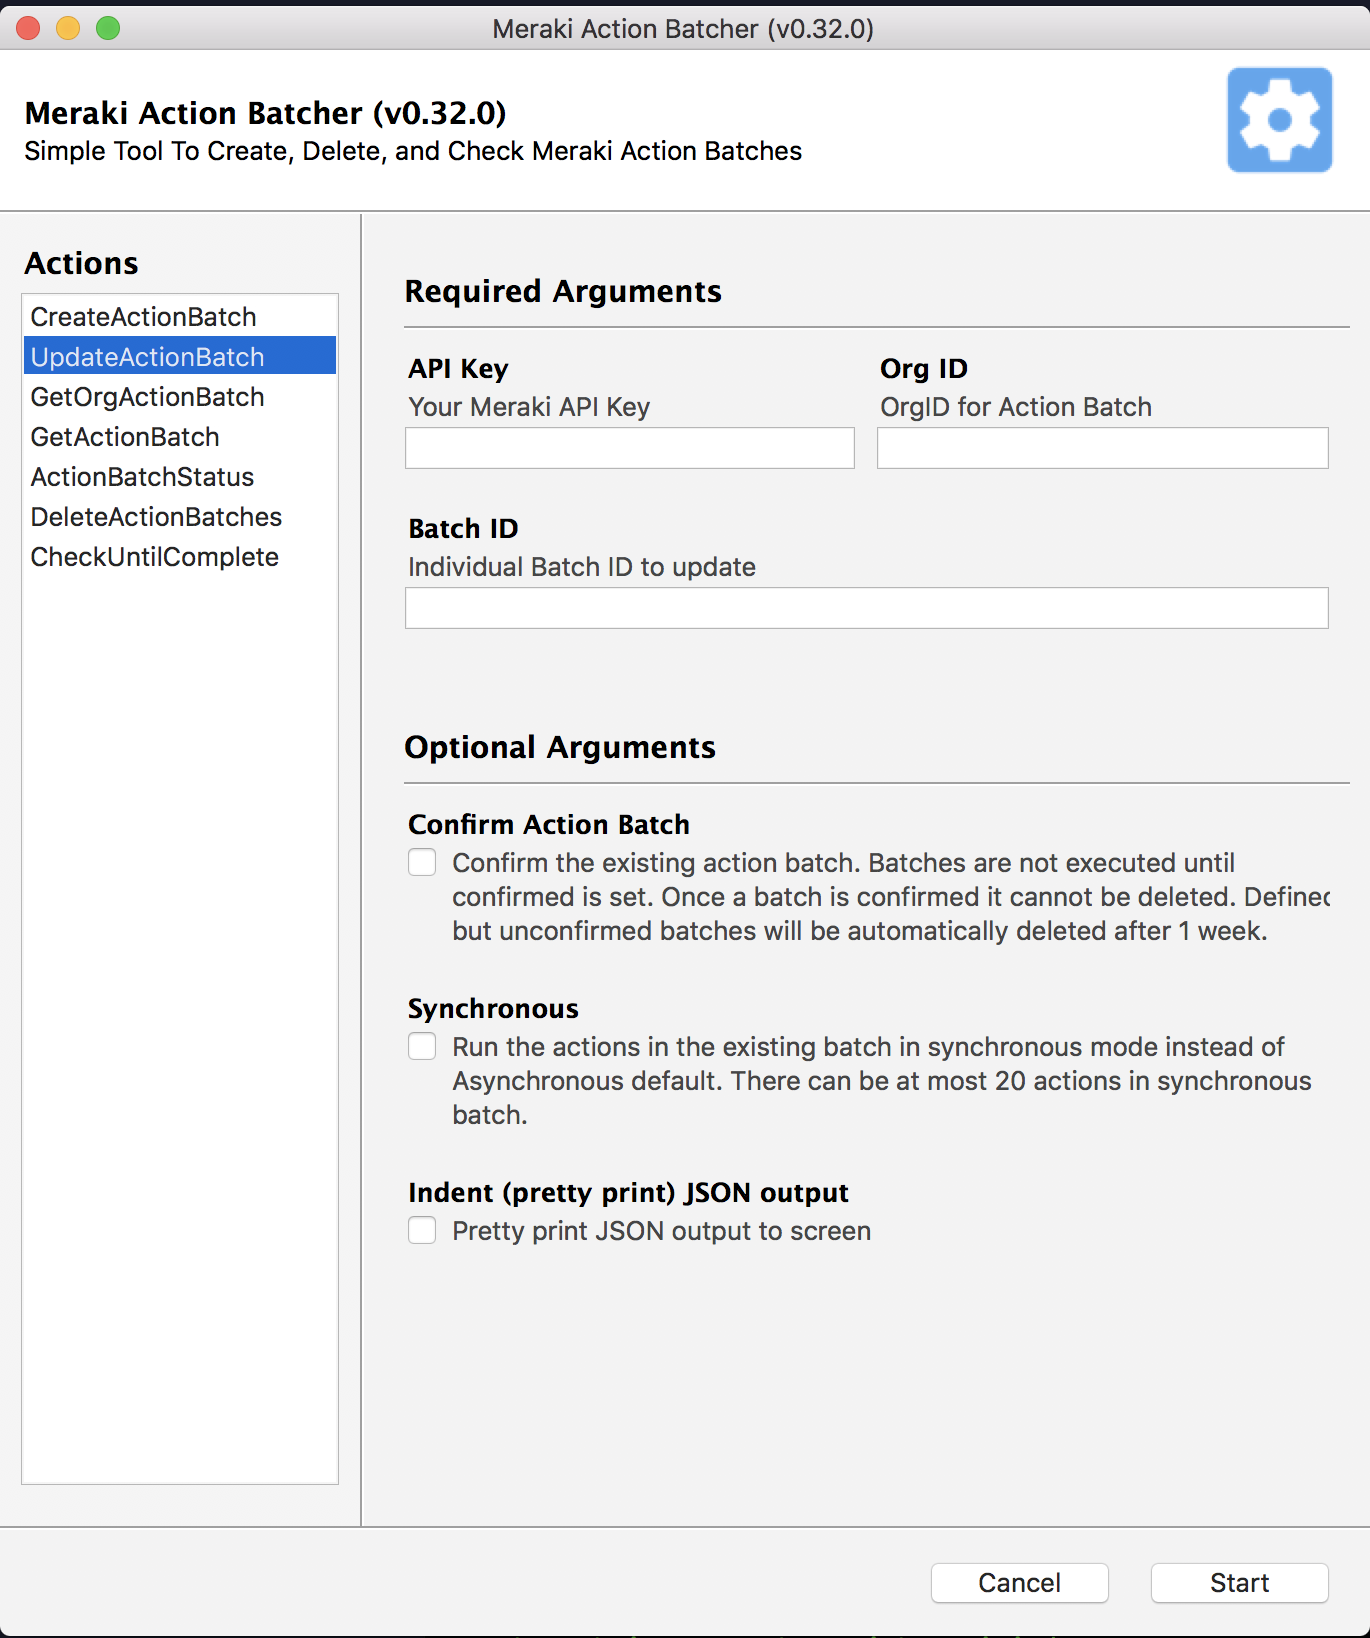 Meraki Action Batcher (v0.32.0)
Meraki Action Batcher (v0.32.0)
Simple Tool To Create, Delete, and Check Meraki Action Batches
Actions
CreateActionBatch
UpdateActionBatch
GetOrgActionBatch
GetActionBatch
ActionBatchStatus
DeleteActionBatches
CheckUntilComplete
Required Arguments
API Key
Your Meraki API Key
Org ID
OrgID for Action Batch
Batch ID
Individual Batch ID to update
Optional Arguments
Confirm Action Batch
Confirm the existing action batch. Batches are not executed until
confirmed is set. Once a batch is confirmed it cannot be deleted. Defined
but unconfirmed batches will be automatically deleted after 1 week.
Synchronous
Run the actions in the existing batch in synchronous mode instead of
Asynchronous default. There can be at most 20 actions in synchronous
batch.
Indent (pretty print) JSON output
Pretty print JSON output to screen
Cancel
Start